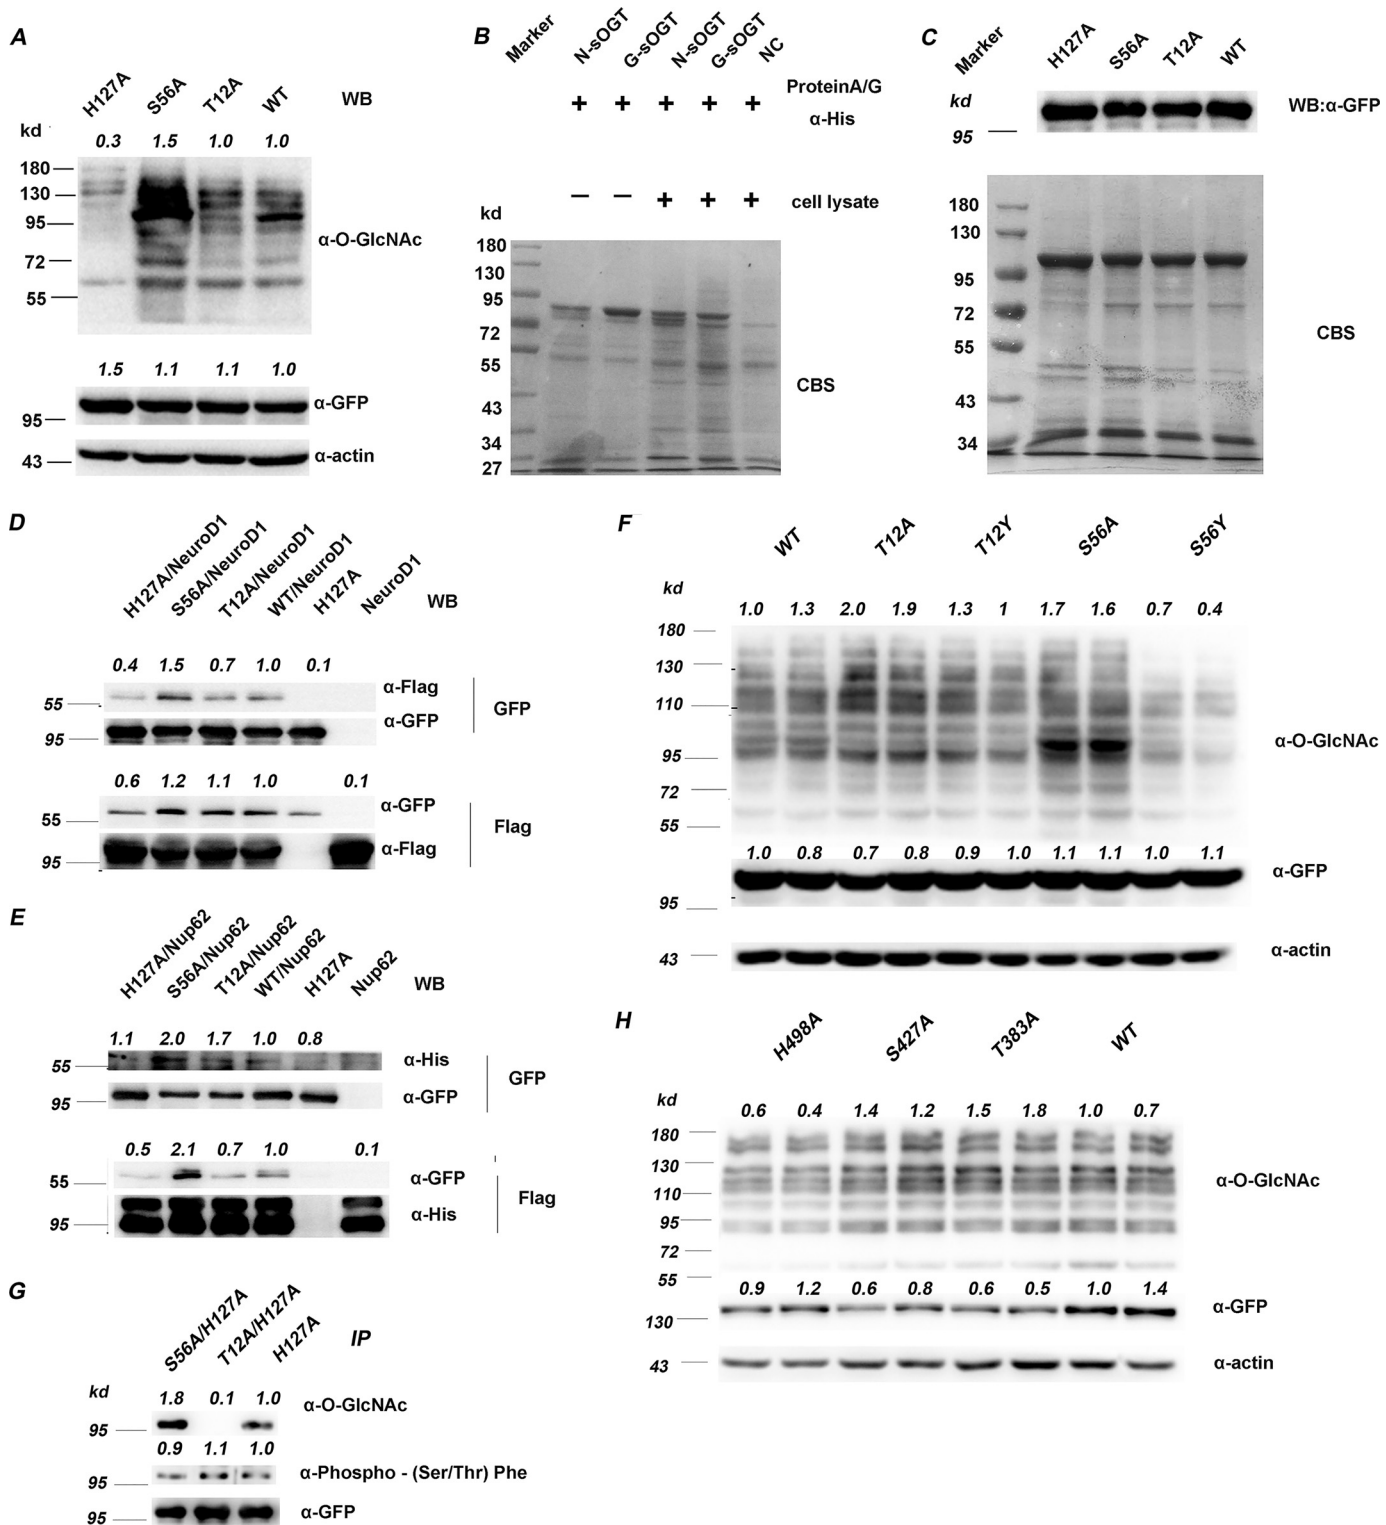 A
H127A S56A T12A WT WB
kd
0.3 1.5 1.0 1.0
180
130
95
72
55
α-O-GlcNAc
1.5 1.1 1.1 1.0
α-GFP
95
α-actin
43
B
Marker N-sOGT G-sOGT N-sOGT G-sOGT NC
ProteinA/G
+ + + + +
α-His
− − + + + cell lysate
kd
180
130
95
72
55
43
34
27
CBS
C
Marker H127A S56A T12A WT
kd
95
WB:α-GFP
180
130
95
72
55
43
34
CBS
D
H127A/NeuroD1 S56A/NeuroD1 T12A/NeuroD1 WT/NeuroD1 H127A NeuroD1 WB
0.4 1.5 0.7 1.0 0.1
55 α-Flag
GFP
95 α-GFP
0.6 1.2 1.1 1.0 0.1
55 α-GFP
Flag
95 α-Flag
E
H127A/Nup62 S56A/Nup62 T12A/Nup62 WT/Nup62 H127A Nup62 WB
1.1 2.0 1.7 1.0 0.8
55 α-His
GFP
95 α-GFP
0.5 2.1 0.7 1.0 0.1
55 α-GFP
Flag
95 α-His
F
WT T12A T12Y S56A S56Y
kd
1.0 1.3 2.0 1.9 1.3 1 1.7 1.6 0.7 0.4
180
130
110
95
72
55
α-O-GlcNAc
1.0 0.8 0.7 0.8 0.9 1.0 1.1 1.1 1.0 1.1
α-GFP
95
43 α-actin
G
S56A/H127A T12A/H127A H127A IP
kd
1.8 0.1 1.0 α-O-GlcNAc
95
0.9 1.1 1.0
95 α-Phospho - (Ser/Thr) Phe
95 α-GFP
H
H498A S427A T383A WT
kd
0.6 0.4 1.4 1.2 1.5 1.8 1.0 0.7
180
130
110
95
72
55
α-O-GlcNAc
0.9 1.2 0.6 0.8 0.6 0.5 1.0 1.4
130 α-GFP
43 α-actin